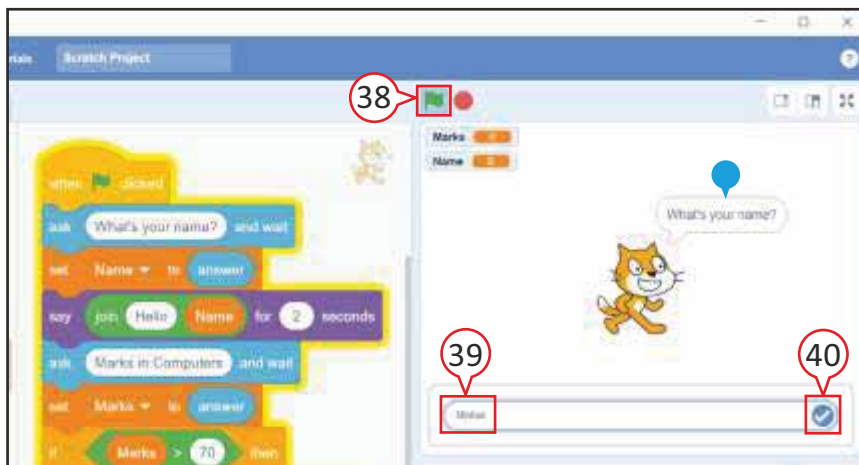 Scratch Project
?
38
Marks
Name
when clicked
ask What's your name? and wait
set Name to answer
say join Hello Name for 2 seconds
ask Marks in Computers and wait
set Marks to answer
if Marks > 70 then
What's your name?
39
40